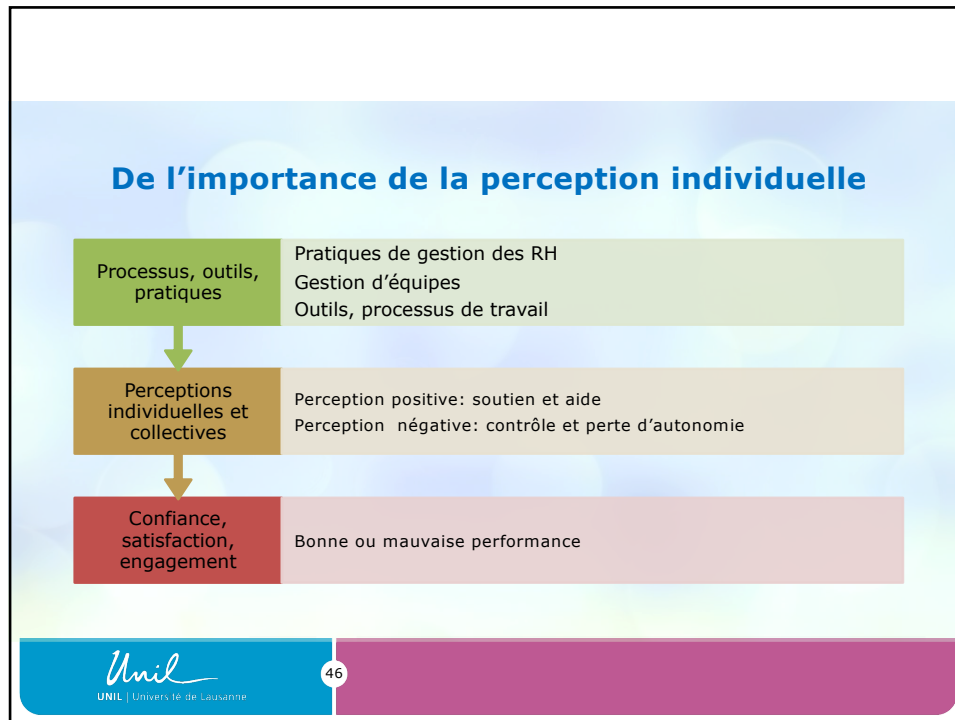 De l’importance de la perception individuelle
Processus, outils,
pratiques
Pratiques de gestion des RH
Gestion d’équipes
Outils, processus de travail
Perceptions
individuelles et
collectives
Perception positive: soutien et aide
Perception négative: contrôle et perte d’autonomie
Confiance,
satisfaction,
engagement
Bonne ou mauvaise performance
Unil
UNIL | Université de Lausanne
46